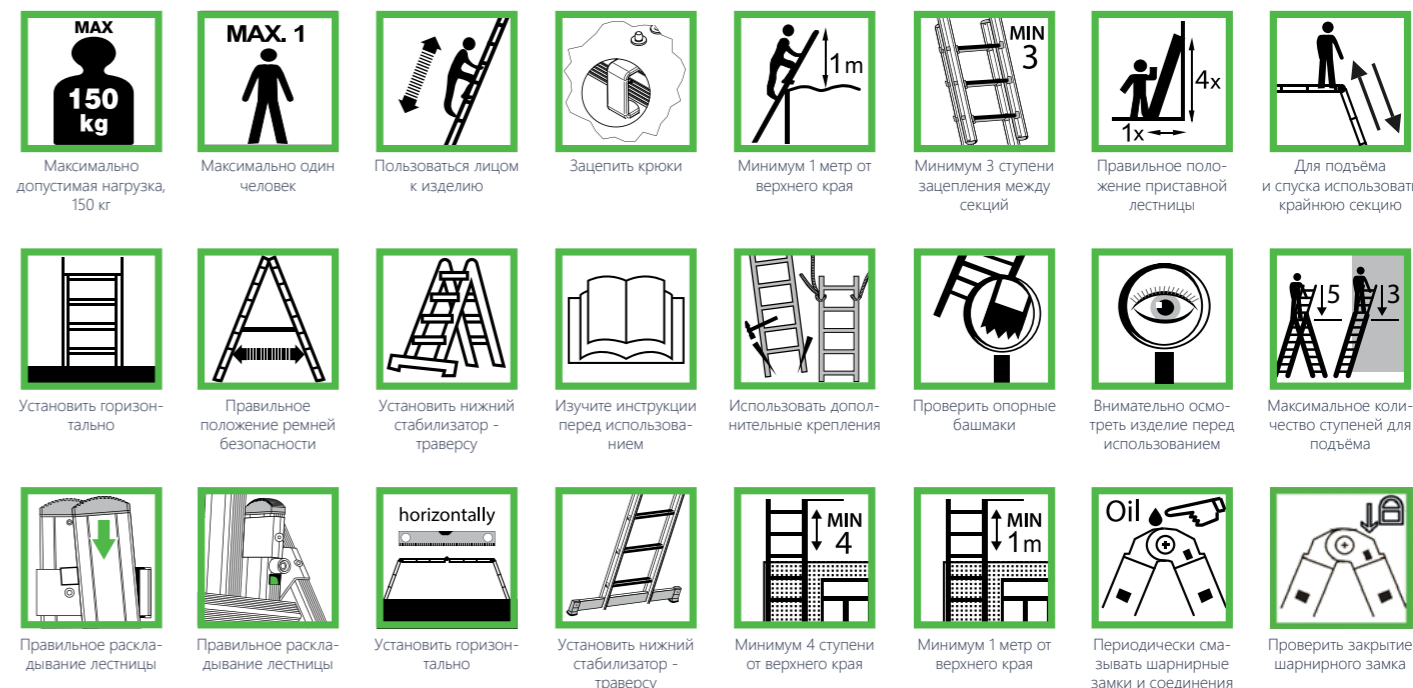 MAX
150
kg
Максимально
допустимая нагрузка,
150 кг
MAX. 1
Максимально один
человек
Пользоваться лицом
к изделию
Зацепить крюки
1m
Минимум 1 метр от
верхнего края
MIN
3
Минимум 3 ступени
зацепления между
секций
4x
1x
Правильное поло-
жение приставной
лестницы
Для подъёма
и спуска использовать
крайнюю секцию
Установить горизон-
тально
Правильное
положение ремней
безопасности
Установить нижний
стабилизатор -
траверсу
Изучите инструкции
перед использова-
нием
Использовать допол-
нительные крепления
Проверить опорные
башмаки
Внимательно осмо-
треть изделие перед
использованием
5
3
Максимальное коли-
чество ступеней для
подъёма
Правильное раскла-
дывание лестницы
Правильное раскла-
дывание лестницы
horizontally
Установить горизон-
тально
Установить нижний
стабилизатор -
траверсу
MIN
4
Минимум 4 ступени
от верхнего края
MIN
1m
Минимум 1 метр от
верхнего края
Oil
Периодически сма-
зывать шарнирные
замки и соединения
Проверить закрытие
шарнирного замка